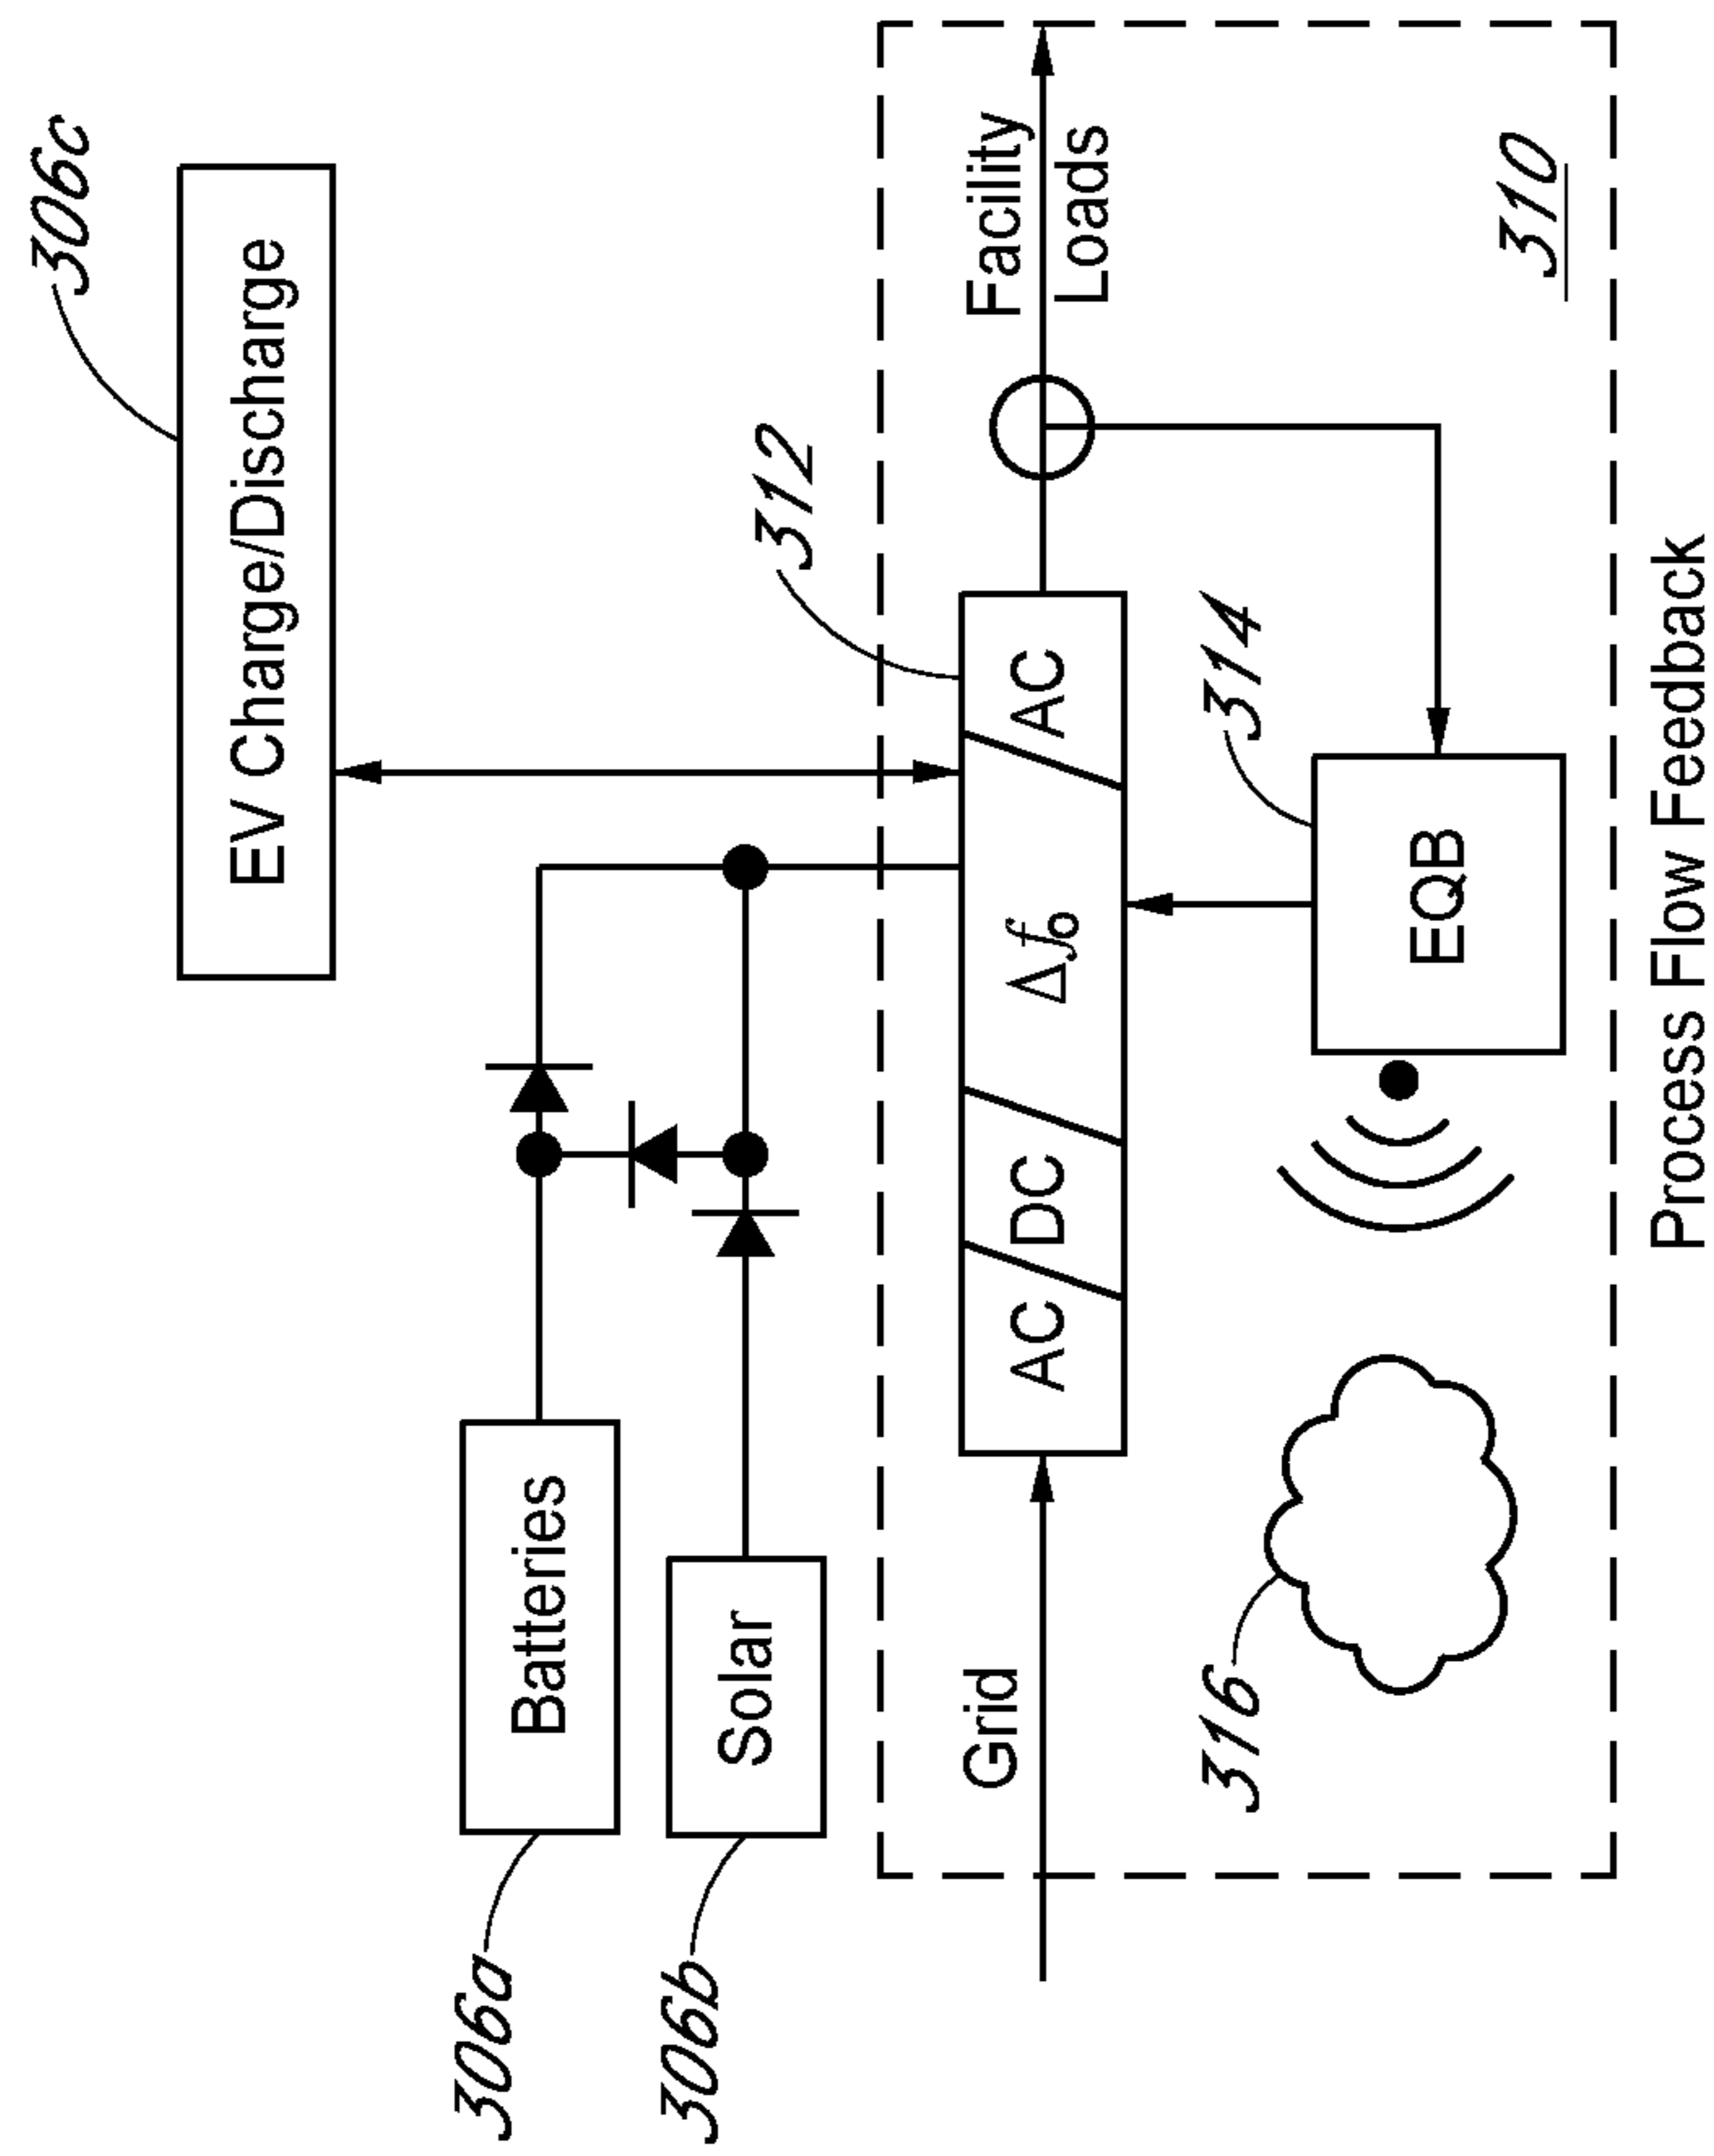 306c
EV Charge/Discharge
306a
Batteries
306b
Solar
312
Grid
AC
DC
Δf₀
AC
Facility
Loads
316
314
EQB
310
Process Flow Feedback